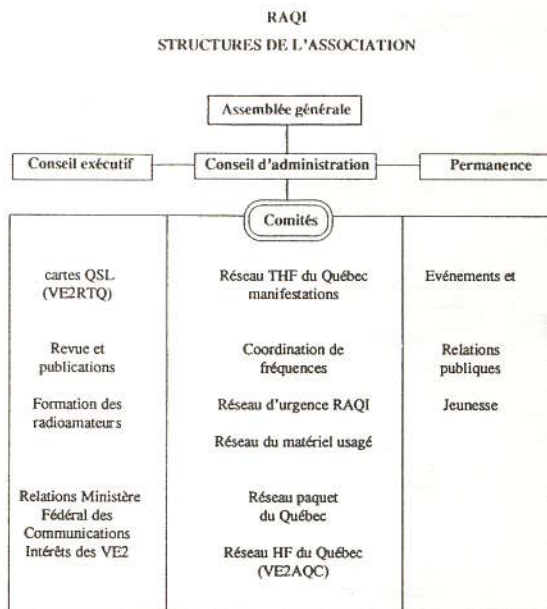 RAQI
STRUCTURES DE L'ASSOCIATION
Assemblée générale
Conseil exécutif
Conseil d'administration
Permanence
Comités
cartes QSL
(VE2RTQ)
Réseau THF du Québec
manifestations
Evénements et
Revue et
publications
Coordination de
fréquences
Relations
publiques
Formation des
radioamateurs
Réseau d'urgence RAQI
Jeunesse
Réseau du matériel usagé
Relations Ministère
Fédéral des
Communications
Intérêts des VE2
Réseau paquet
du Québec
Réseau HF du Québec
(VE2AQC)